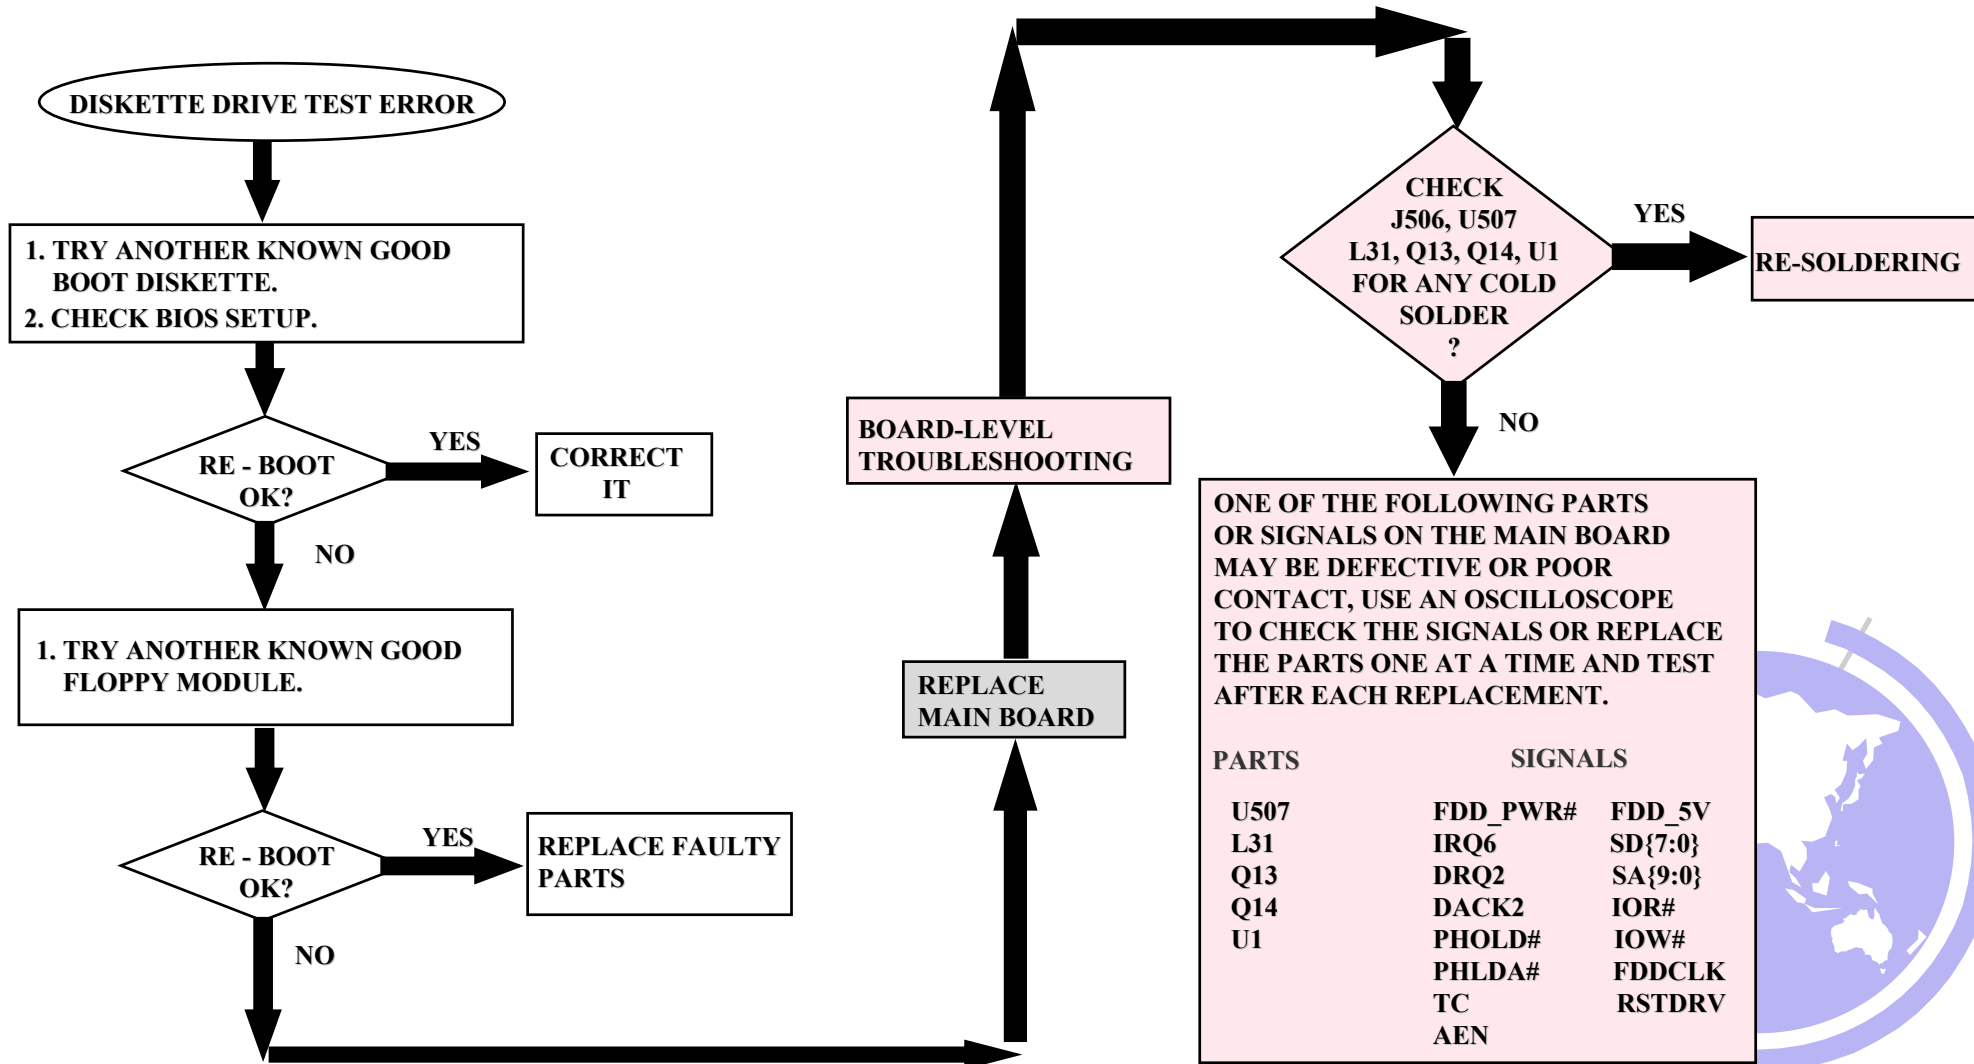 DISKETTE DRIVE TEST ERROR
1. TRY ANOTHER KNOWN GOOD
BOOT DISKETTE.
2. CHECK BIOS SETUP.
RE - BOOT
OK?
YES
CORRECT
IT
NO
1. TRY ANOTHER KNOWN GOOD
FLOPPY MODULE.
RE - BOOT
OK?
YES
REPLACE FAULTY
PARTS
NO
REPLACE
MAIN BOARD
BOARD-LEVEL
TROUBLESHOOTING
CHECK
J506, U507
L31, Q13, Q14, U1
FOR ANY COLD
SOLDER
?
YES
RE-SOLDERING
NO
ONE OF THE FOLLOWING PARTS
OR SIGNALS ON THE MAIN BOARD
MAY BE DEFECTIVE OR POOR
CONTACT, USE AN OSCILLOSCOPE
TO CHECK THE SIGNALS OR REPLACE
THE PARTS ONE AT A TIME AND TEST
AFTER EACH REPLACEMENT.
PARTS SIGNALS
U507 FDD_PWR# FDD_5V
L31 IRQ6 SD{7:0}
Q13 DRQ2 SA{9:0}
Q14 DACK2 IOR#
U1 PHOLD# IOW#
PHLDA# FDDCLK
TC RSTDRV
AEN